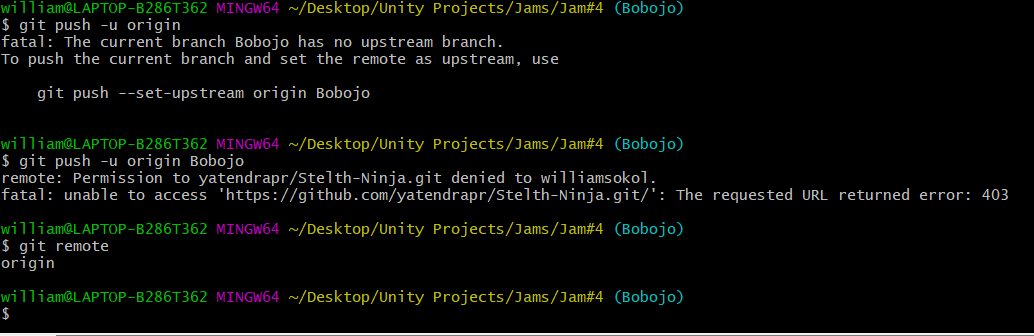 william@LAPTOP-B286T362 MINGW64 ~/Desktop/Unity Projects/Jams/Jam#4 (Bobojo)
$ git push -u origin
fatal: The current branch Bobojo has no upstream branch.
To push the current branch and set the remote as upstream, use
    git push --set-upstream origin Bobojo
william@LAPTOP-B286T362 MINGW64 ~/Desktop/Unity Projects/Jams/Jam#4 (Bobojo)
$ git push -u origin Bobojo
remote: Permission to yatendrapr/Stelth-Ninja.git denied to williamsokol.
fatal: unable to access 'https://github.com/yatendrapr/Stelth-Ninja.git/': The requested URL returned error: 403
william@LAPTOP-B286T362 MINGW64 ~/Desktop/Unity Projects/Jams/Jam#4 (Bobojo)
$ git remote
origin
william@LAPTOP-B286T362 MINGW64 ~/Desktop/Unity Projects/Jams/Jam#4 (Bobojo)
$